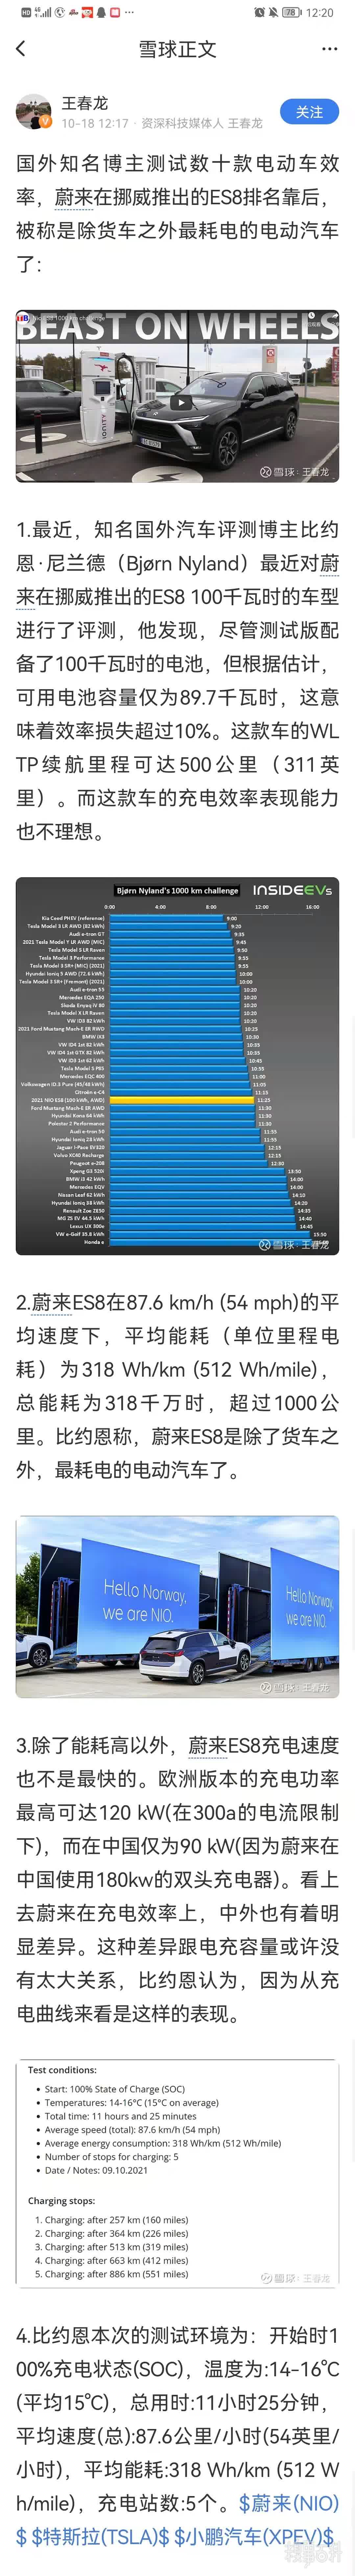 HD 4G 78 12:20
雪球正文
王春龙
10-18 12:17 · 资深科技媒体人 王春龙
关注
国外知名博主测试数十款电动车效
率，蔚来在挪威推出的ES8排名靠后，
被称是除货车之外最耗电的电动汽车
了：
BEAST ON WHEELS
Nio ES8 1000 km challenge
雪球：王春龙
1.最近，知名国外汽车评测博主比约
恩·尼兰德（Bjørn Nyland）最近对蔚
来在挪威推出的ES8 100千瓦时的车型
进行了评测，他发现，尽管测试版配
备了100千瓦时的电池，但根据估计，
可用电池容量仅为89.7千瓦时，这意
味着效率损失超过10%。这款车的WL
TP续航里程可达500公里（311英
里）。而这款车的充电效率表现能力
也不理想。
Bjørn Nyland's 1000 km challenge
INSIDEEVs
0:00 4:00 8:00 12:00 16:00
Kia Ceed PHEV (reference) 9:00
Tesla Model 3 LR AWD (82 kWh) 9:20
Audi e-tron GT 9:35
2021 Tesla Model Y LR AWD (MIC) 9:45
Tesla Model S LR Raven 9:50
Tesla Model 3 Performance 9:55
Tesla Model 3 SR+ (MIC) (2021) 9:55
Hyundai Ioniq 5 AWD (72.6 kWh) 10:00
Tesla Model 3 SR+ [Fremont] (2021) 10:00
Audi e-tron 55 10:20
Mercedes EQA 250 10:20
Skoda Enyaq iV 80 10:20
Tesla Model X LR Raven 10:20
VW ID3 82 kWh 10:20
2021 Ford Mustang Mach-E ER RWD 10:25
BMW iX3 10:30
VW ID4 1st 82 kWh 10:35
VW ID4 1st GTX 82 kWh 10:35
VW ID3 1st 62 kWh 10:45
Tesla Model S P85 10:55
Mercedes EQC 400 11:00
Volkswagen ID.3 Pure (45/48 kWh) 11:05
Citroën e-C4 11:15
2021 NIO ES8 (100 kWh, AWD) 11:25
Ford Mustang Mach-E ER AWD 11:30
Hyundai Kona 64 kWh 11:30
Polestar 2 Performance 11:30
Audi e-tron 50 11:55
Hyundai Ioniq 28 kWh 11:55
Jaguar I-Pace EV320 12:15
Volvo XC40 Recharge 12:15
Peugeot e-208 12:30
Xpeng G3 520i 13:50
BMW i3 42 kWh 14:00
Mercedes EQV 14:00
Nissan Leaf 62 kWh 14:10
Hyundai Ioniq 38 kWh 14:20
Renault Zoe ZE50 14:35
MG ZS EV 44.5 kWh 14:40
Lexus UX 300e 14:45
VW e-Golf 35.8 kWh 15:50
Honda e
雪球：王春龙
2.蔚来ES8在87.6 km/h (54 mph)的平
均速度下，平均能耗（单位里程电
耗）为318 Wh/km (512 Wh/mile)，
总能耗为318千万时，超过1000公
里。比约恩称，蔚来ES8是除了货车之
外，最耗电的电动汽车了。
Hello Norway,
we are NIO.
Hello Norway,
we are NIO.
雪球：王春龙
3.除了能耗高以外，蔚来ES8充电速度
也不是最快的。欧洲版本的充电功率
最高可达120 kW(在300a的电流限制
下)，而在中国仅为90 kW(因为蔚来在
中国使用180kw的双头充电器)。看上
去蔚来在充电效率上，中外也有着明
显差异。这种差异跟电充容量或许没
有太大关系，比约恩认为，因为从充
电曲线来看是这样的表现。
Test conditions:
• Start: 100% State of Charge (SOC)
• Temperatures: 14-16°C (15°C on average)
• Total time: 11 hours and 25 minutes
• Average speed (total): 87.6 km/h (54 mph)
• Average energy consumption: 318 Wh/km (512 Wh/mile)
• Number of stops for charging: 5
• Date / Notes: 09.10.2021
Charging stops:
1. Charging: after 257 km (160 miles)
2. Charging: after 364 km (226 miles)
3. Charging: after 513 km (319 miles)
4. Charging: after 663 km (412 miles)
5. Charging: after 886 km (551 miles)
雪球：王春龙
4.比约恩本次的测试环境为：开始时1
00%充电状态(SOC)，温度为:14-16℃
(平均15℃)，总用时:11小时25分钟，
平均速度(总):87.6公里/小时(54英里/
小时)，平均能耗:318 Wh/km (512 W
h/mile)，充电站数:5个。$蔚来(NIO)
$ $特斯拉(TSLA)$ $小鹏汽车(XPEV)$